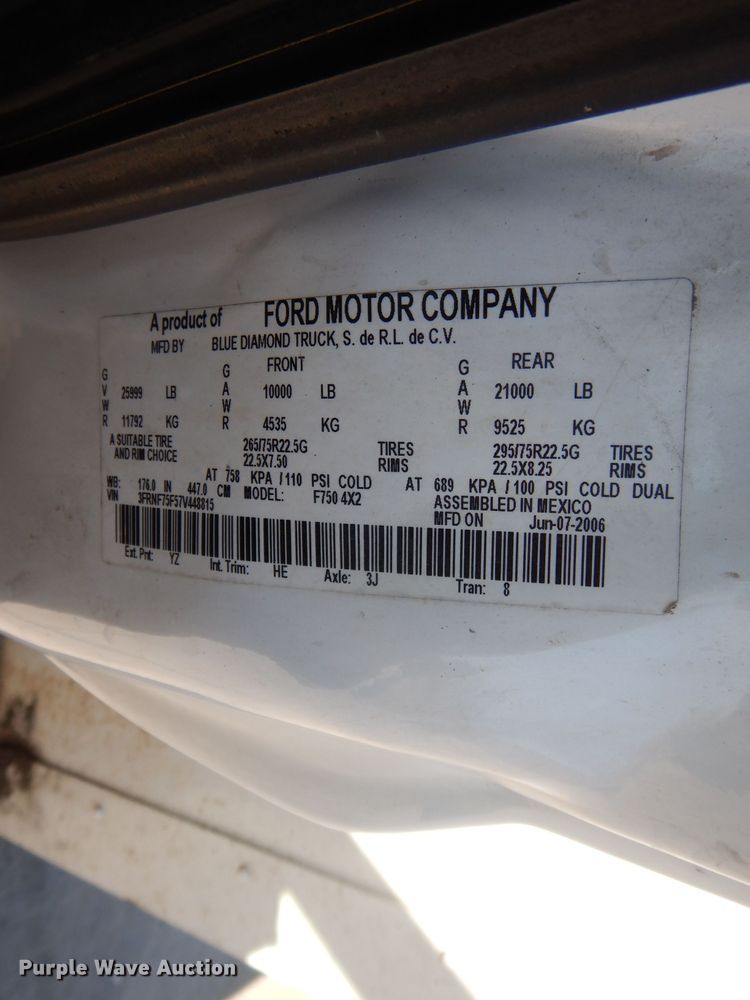 A product of FORD MOTOR COMPANY
MFD BY BLUE DIAMOND TRUCK, S. de R.L. de C.V.
FRONT REAR
GVWR 25999 LB GAWR 10000 LB GAWR 21000 LB
11792 KG 4535 KG 9525 KG
A SUITABLE TIRE 265/75R22.5G TIRES 295/75R22.5G TIRES
AND RIM CHOICE 22.5X7.50 RIMS 22.5X8.25 RIMS
AT 758 KPA / 110 PSI COLD AT 689 KPA / 100 PSI COLD DUAL
WB: 176.0 IN 447.0 CM MODEL: F750 4X2 ASSEMBLED IN MEXICO
VIN 3FRNF75F57V448815 MFD ON Jun-07-2006
Ext. Pnt: YZ Int. Trim: HE Axle: 3J Tran: 8
Purple Wave Auction